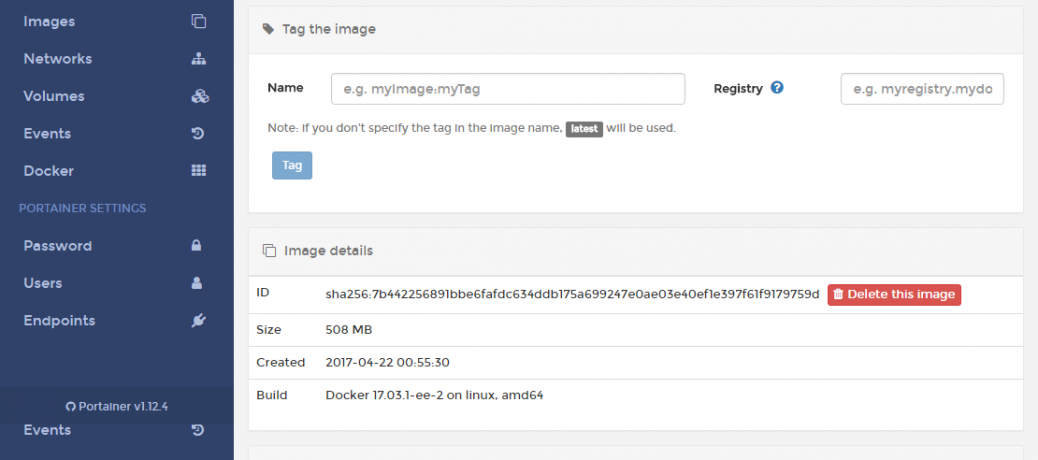 Images
Networks
Volumes
Events
Docker
PORTAINER SETTINGS
Password
Users
Endpoints
Portainer v1.12.4
Events
Tag the image
Name e.g. myImage:myTag Registry ? e.g. myregistry.mydo
Note: if you don't specify the tag in the image name, latest will be used.
Tag
Image details
ID sha256:7b442256891bbe6fafdc634ddb175a699247e0ae03e40ef1e397f61f9179759d Delete this image
Size 508 MB
Created 2017-04-22 00:55:30
Build Docker 17.03.1-ee-2 on linux, amd64